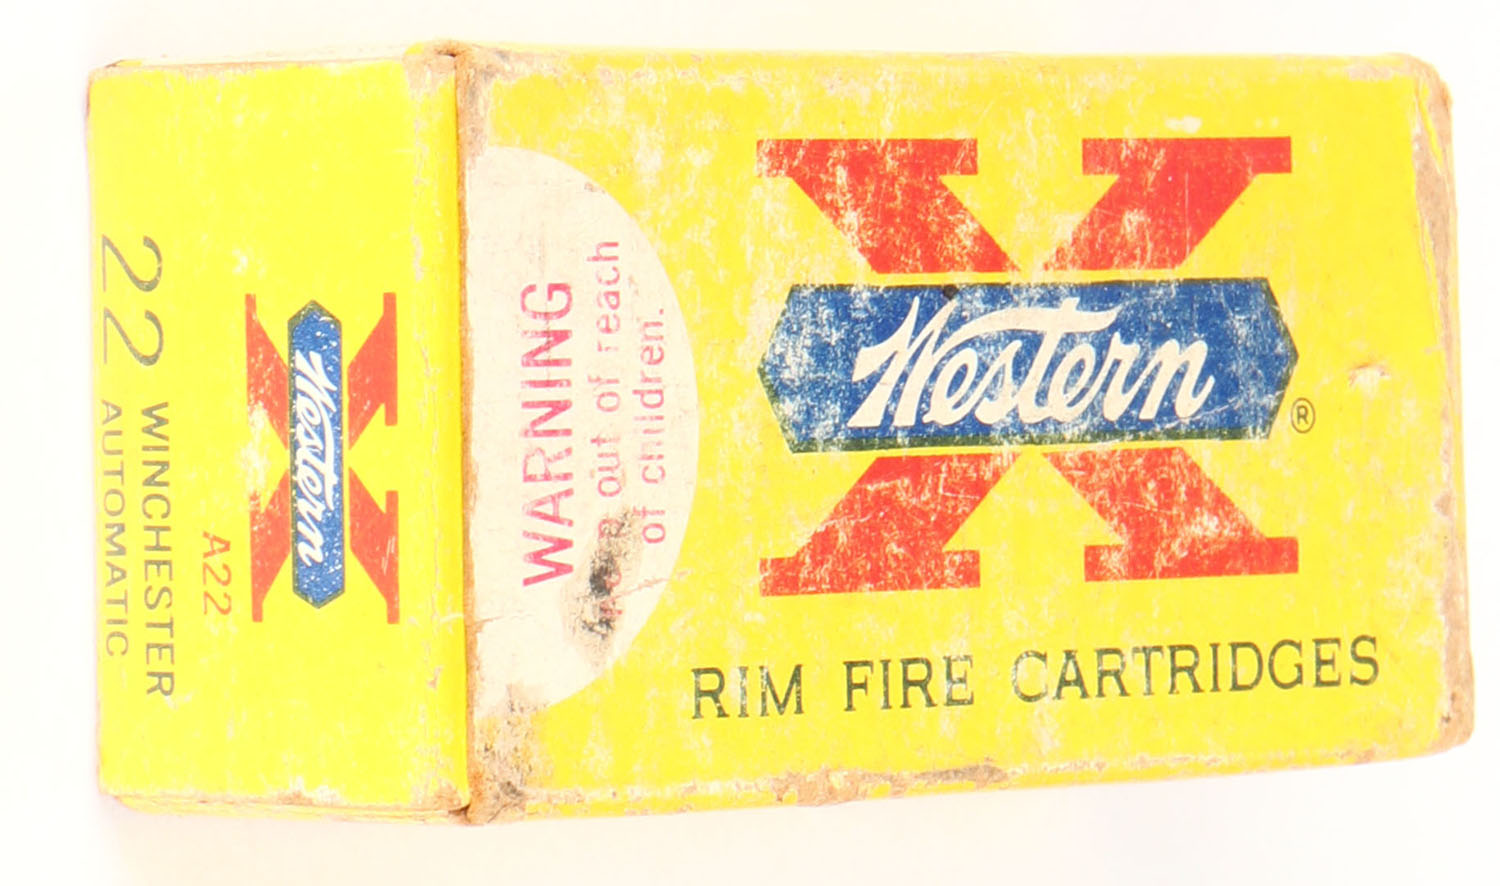 22 WINCHESTER
AUTOMATIC
A22
X
Western
WARNING
out of reach
of children.
X
Western®
RIM FIRE CARTRIDGES